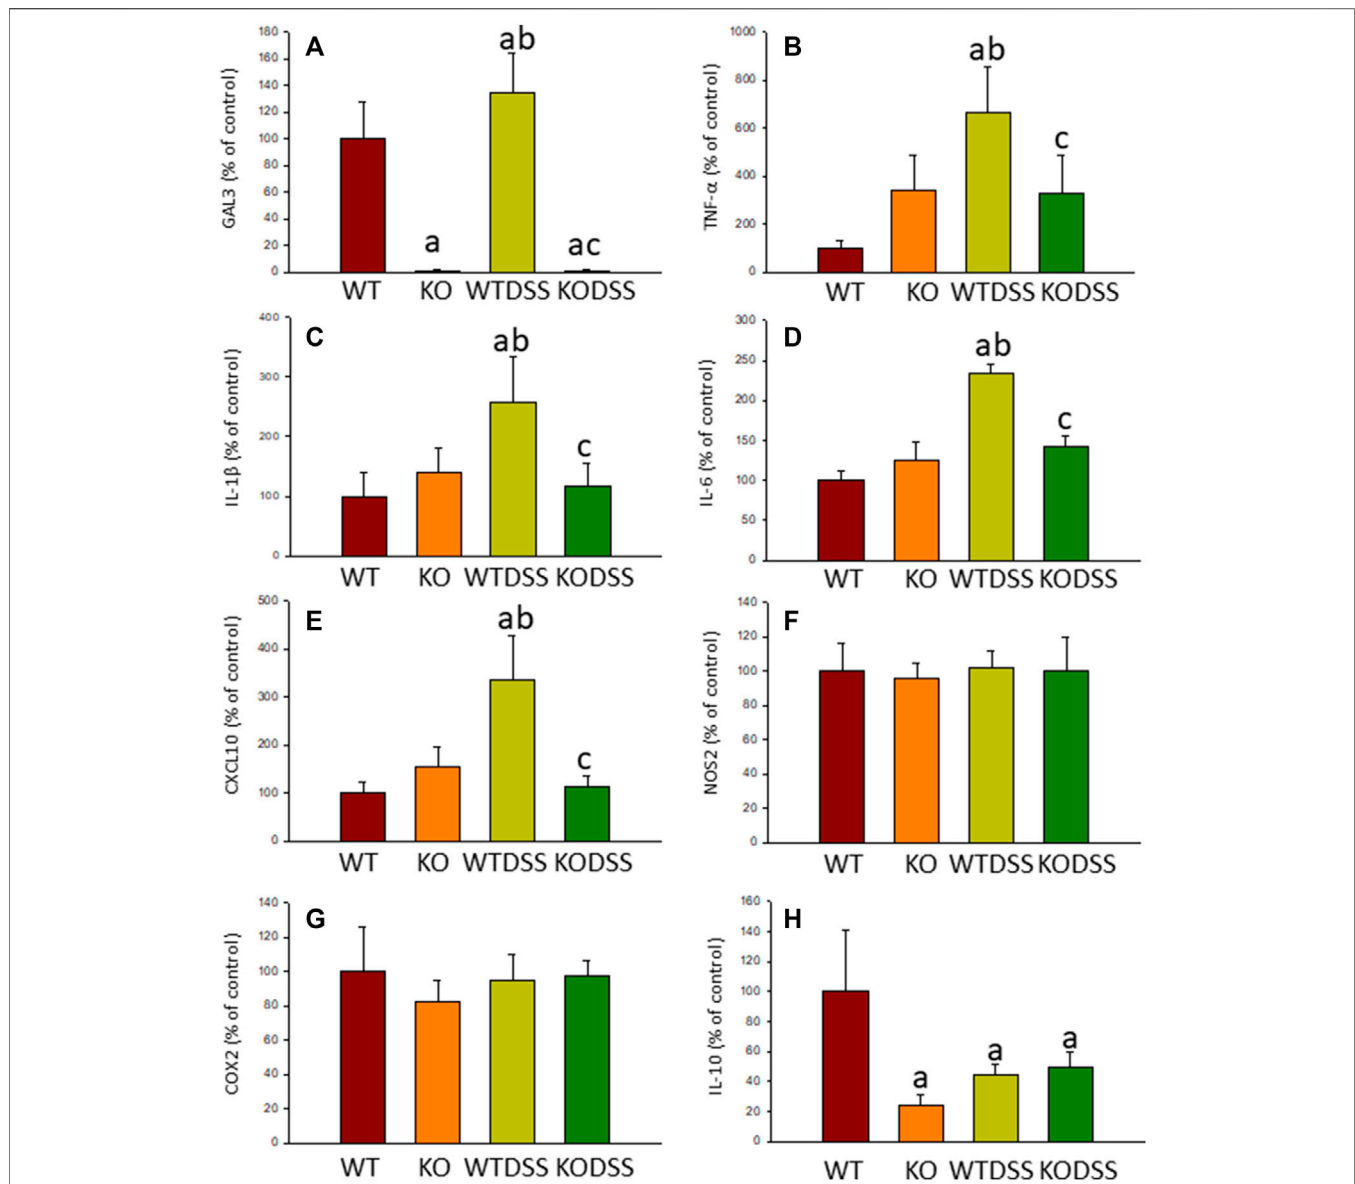 A
GAL3 (% of control)
180
160
140
120
100
80
60
40
20
0
a
ab
ac
WT KO WTDSS KODSS
B
TNF-α (% of control)
1000
800
600
400
200
0
ab
c
WT KO WTDSS KODSS
C
IL-1β (% of control)
400
300
200
100
0
ab
c
WT KO WTDSS KODSS
D
IL-6 (% of control)
300
250
200
150
100
50
0
ab
c
WT KO WTDSS KODSS
E
CXCL10 (% of control)
500
400
300
200
100
0
ab
c
WT KO WTDSS KODSS
F
NOS2 (% of control)
140
120
100
80
60
40
20
0
WT KO WTDSS KODSS
G
COX2 (% of control)
140
120
100
80
60
40
20
0
WT KO WTDSS KODSS
H
IL-10 (% of control)
160
140
120
100
80
60
40
20
0
a
a
a
WT KO WTDSS KODSS